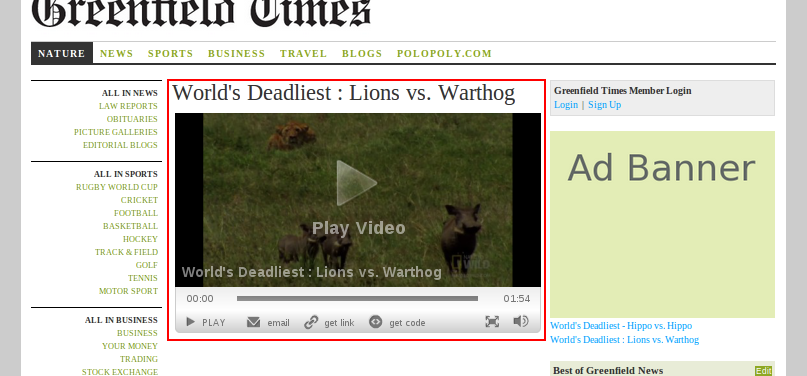 Greenfield Times
NATURE NEWS SPORTS BUSINESS TRAVEL BLOGS POLOPOLY.COM
ALL IN NEWS
LAW REPORTS
OBITUARIES
PICTURE GALLERIES
EDITORIAL BLOGS
ALL IN SPORTS
RUGBY WORLD CUP
CRICKET
FOOTBALL
BASKETBALL
HOCKEY
TRACK & FIELD
GOLF
TENNIS
MOTOR SPORT
ALL IN BUSINESS
BUSINESS
YOUR MONEY
TRADING
STOCK EXCHANGE
World's Deadliest : Lions vs. Warthog
Play Video
WILD
World's Deadliest : Lions vs. Warthog
00:00 01:54
PLAY email get link get code
Greenfield Times Member Login
Login | Sign Up
Ad Banner
World's Deadliest - Hippo vs. Hippo
World's Deadliest : Lions vs. Warthog
Best of Greenfield News Edit